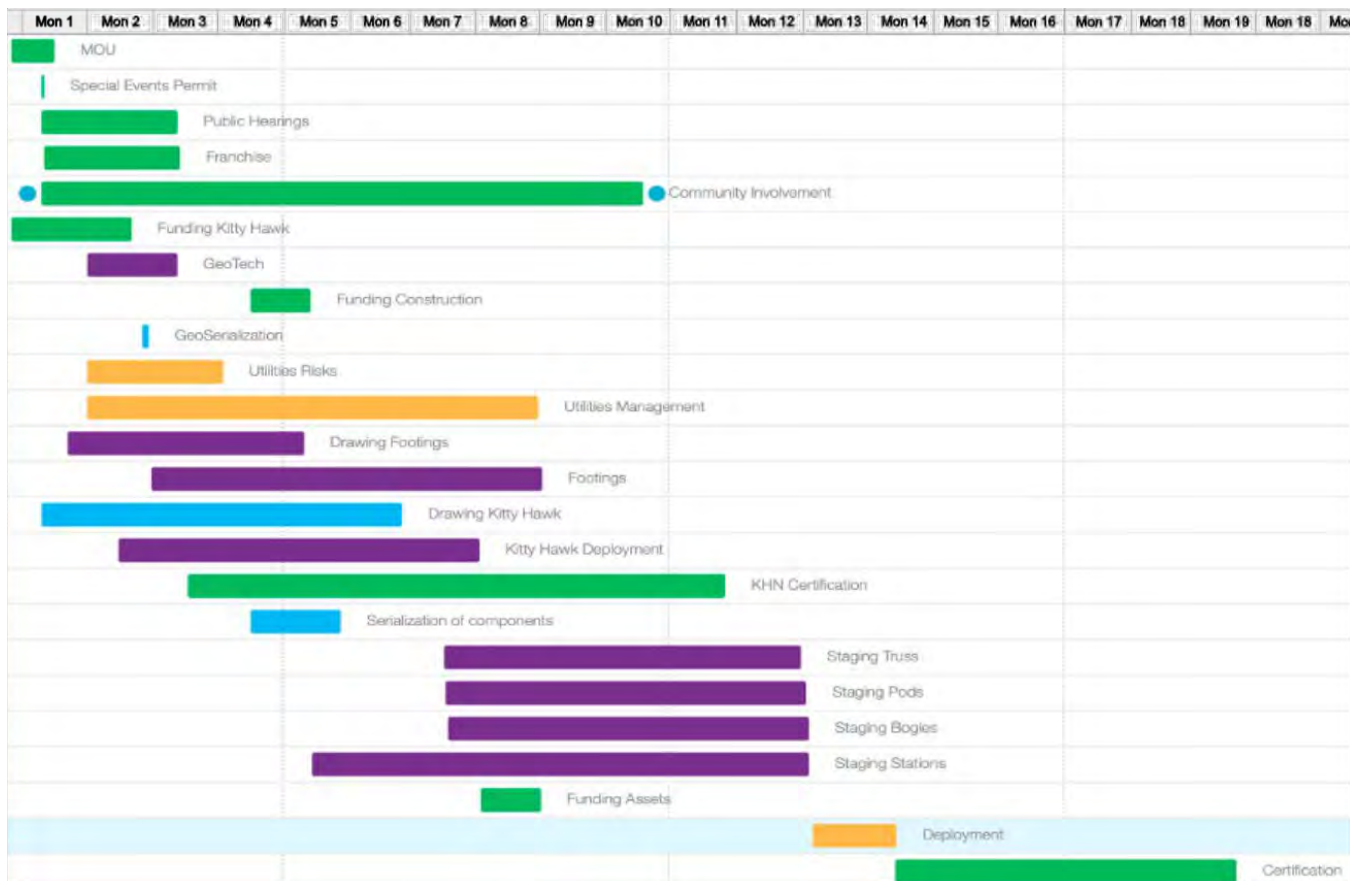 Mon 1 Mon 2 Mon 3 Mon 4 Mon 5 Mon 6 Mon 7 Mon 8 Mon 9 Mon 10 Mon 11 Mon 12 Mon 13 Mon 14 Mon 15 Mon 16 Mon 17 Mon 18 Mon 19 Mon 18 Mo
MOU
Special Events Permit
Public Hearings
Franchise
Community Involvement
Funding Kitty Hawk
GeoTech
Funding Construction
GeoSerialization
Utilities Risks
Utilities Management
Drawing Footings
Footings
Drawing Kitty Hawk
Kitty Hawk Deployment
KHN Certification
Serialization of components
Staging Truss
Staging Pods
Staging Bogies
Staging Stations
Funding Assets
Deployment
Certification